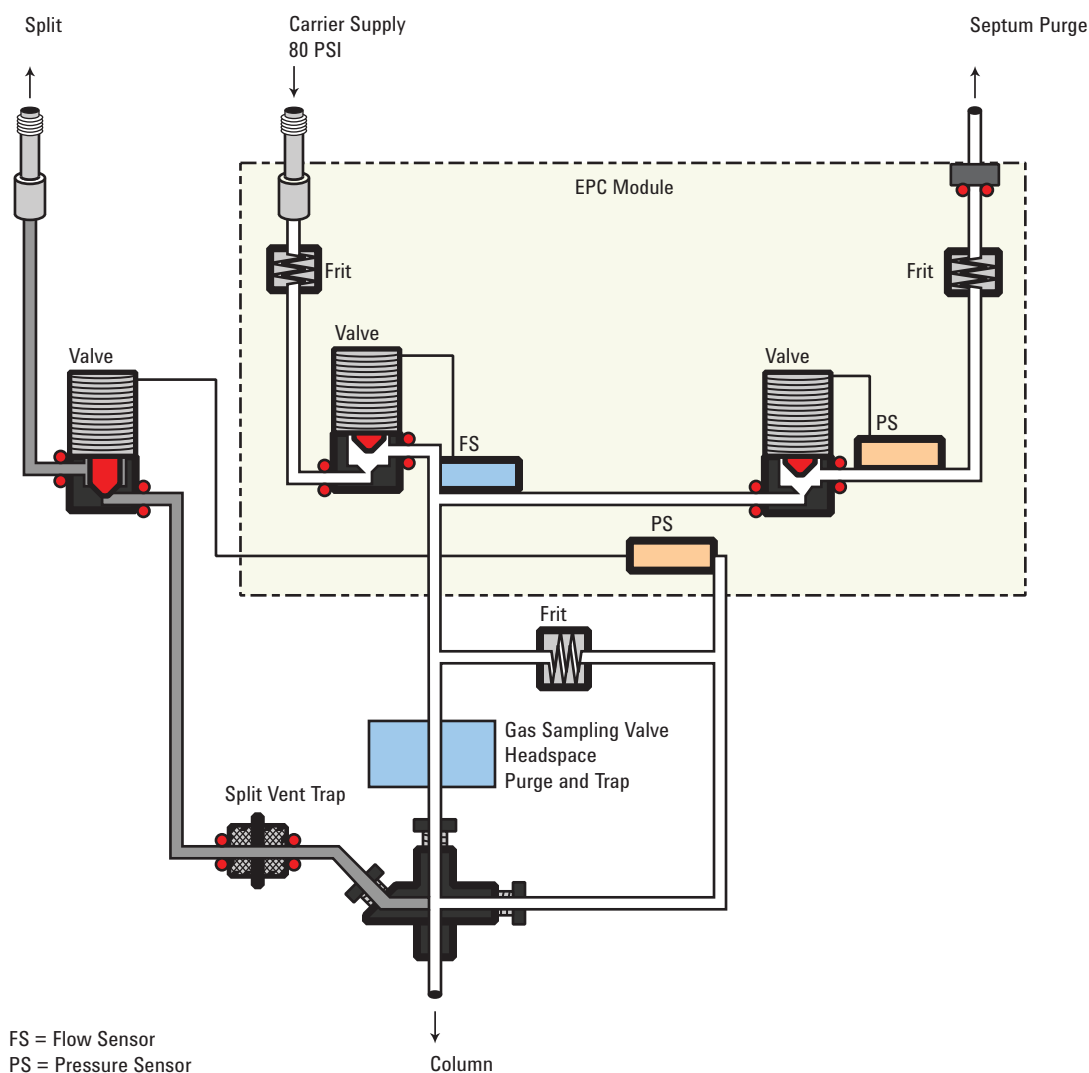 Split
Carrier Supply
80 PSI
Septum Purge
EPC Module
Frit
Frit
Valve
Valve
Valve
FS
PS
PS
Frit
Gas Sampling Valve
Headspace
Purge and Trap
Split Vent Trap
FS = Flow Sensor
PS = Pressure Sensor
Column